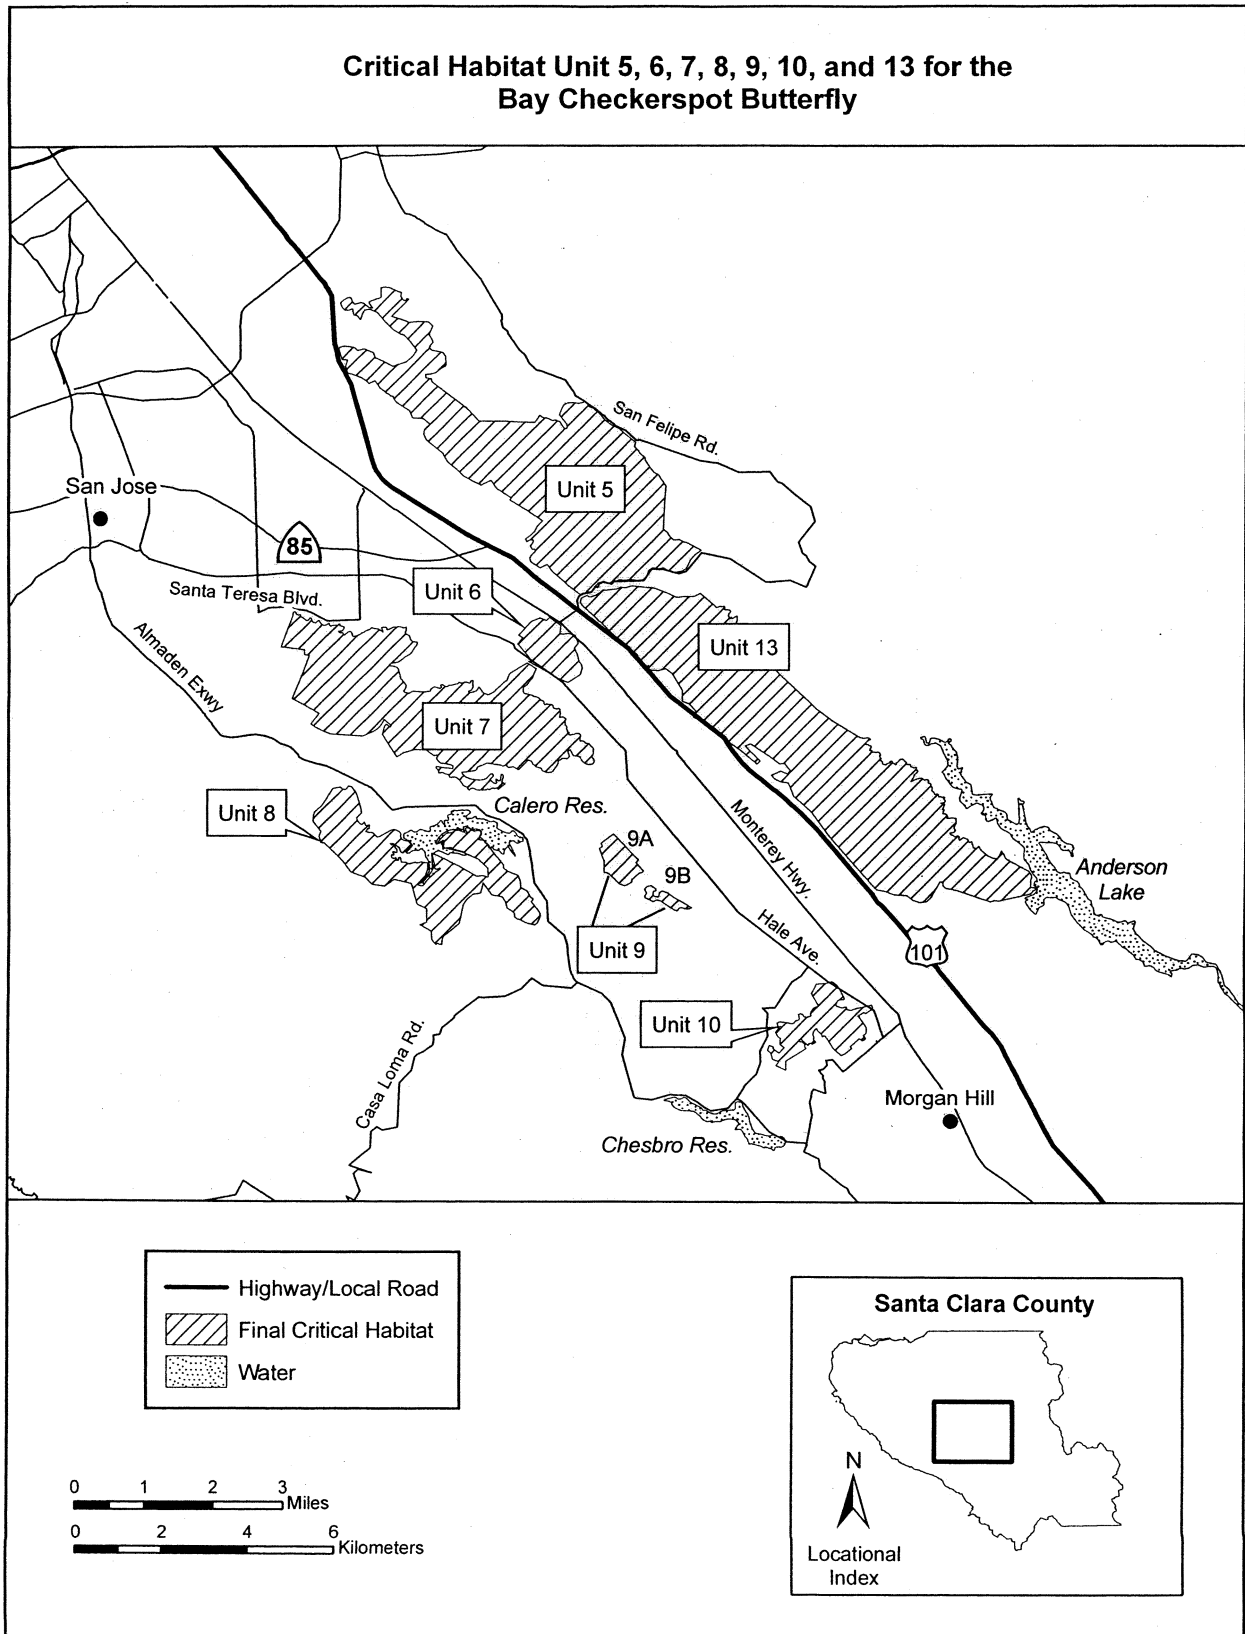 Critical Habitat Unit 5, 6, 7, 8, 9, 10, and 13 for the
Bay Checkerspot Butterfly
San Felipe Rd.
Unit 5
San Jose
85
Unit 6
Santa Teresa Blvd.
Unit 13
Almaden Exwy
Unit 7
Calero Res.
Unit 8
Monterey Hwy.
9A
9B
Anderson
Lake
Hale Ave.
Unit 9
101
Unit 10
Casa Loma Rd.
Morgan Hill
Chesbro Res.
Highway/Local Road
Final Critical Habitat
Water
0 1 2 3
Miles
0 2 4 6
Kilometers
Santa Clara County
N
Locational
Index